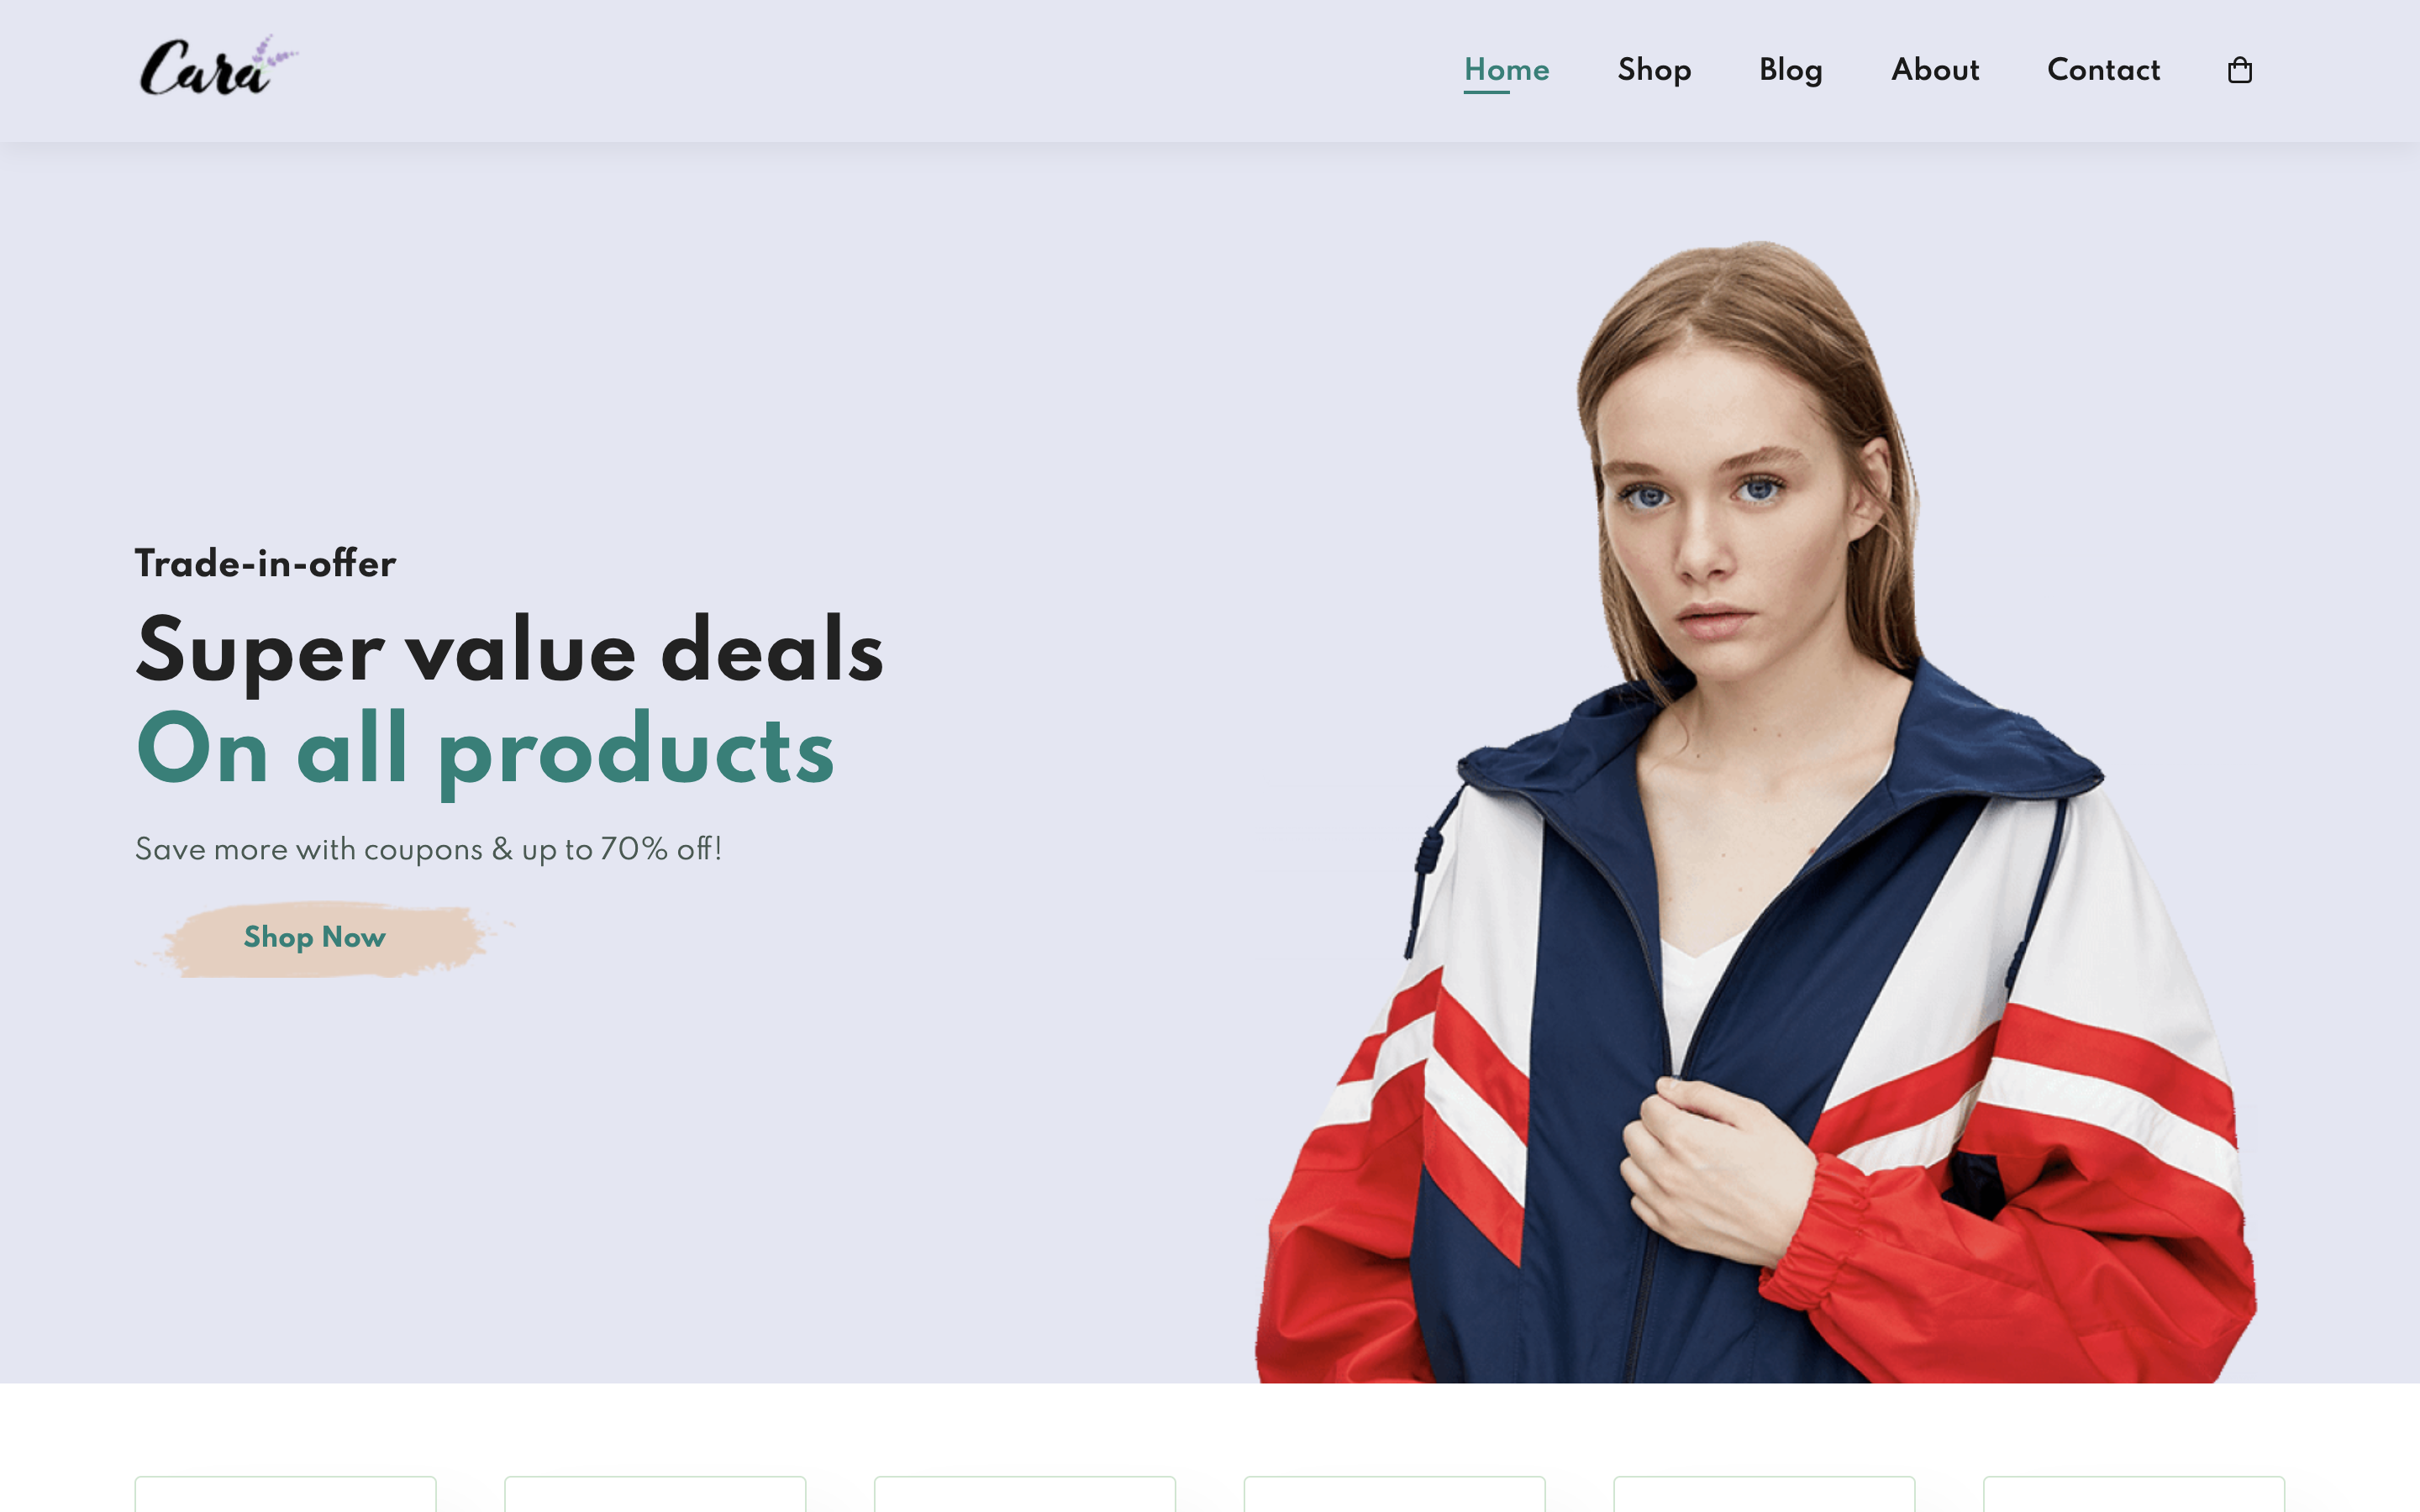 Cara
Home Shop Blog About Contact
Trade-in-offer
Super value deals
On all products
Save more with coupons & up to 70% off!
Shop Now